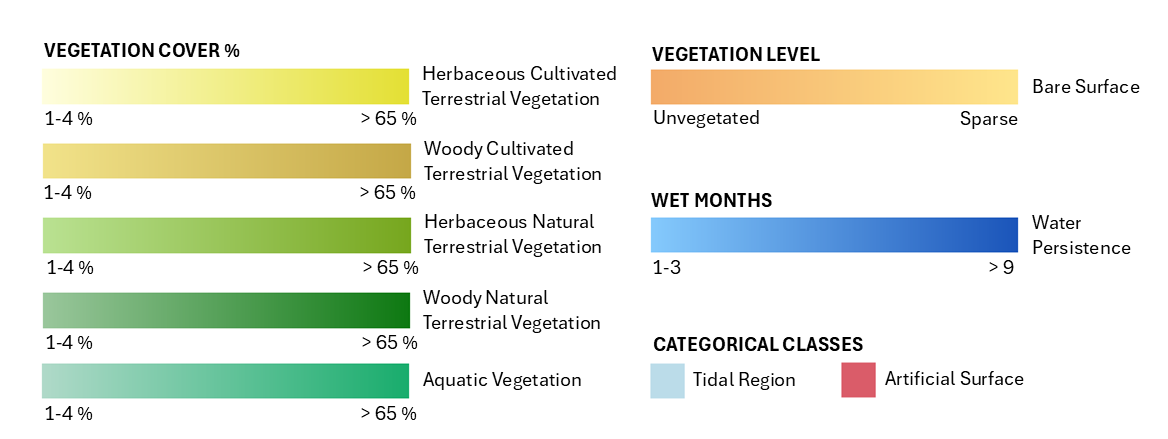 VEGETATION COVER %
Herbaceous Cultivated
Terrestrial Vegetation
1-4 %
> 65 %
Woody Cultivated
Terrestrial Vegetation
1-4 %
> 65 %
Herbaceous Natural
Terrestrial Vegetation
1-4 %
> 65 %
Woody Natural
Terrestrial Vegetation
1-4 %
> 65 %
Aquatic Vegetation
1-4 %
> 65 %
VEGETATION LEVEL
Bare Surface
Unvegetated
Sparse
WET MONTHS
Water
Persistence
1-3
> 9
CATEGORICAL CLASSES
Tidal Region
Artificial Surface